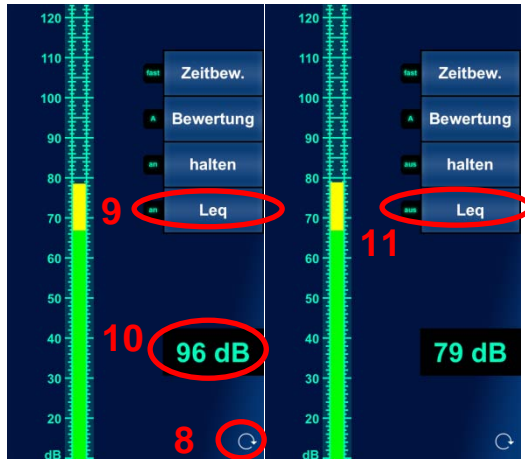 120
110
100
90
80
70
60
50
40
30
20
dB
fast Zeitbew.
A Bewertung
an halten
9 an Leq
10 96 dB
8
120
110
100
90
80
70
60
50
40
30
20
dB
fast Zeitbew.
A Bewertung
aus halten
aus Leq
11
79 dB